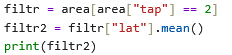 filtr = area[area["tap"] == 2]
filtr2 = filtr["lat"].mean()
print(filtr2)